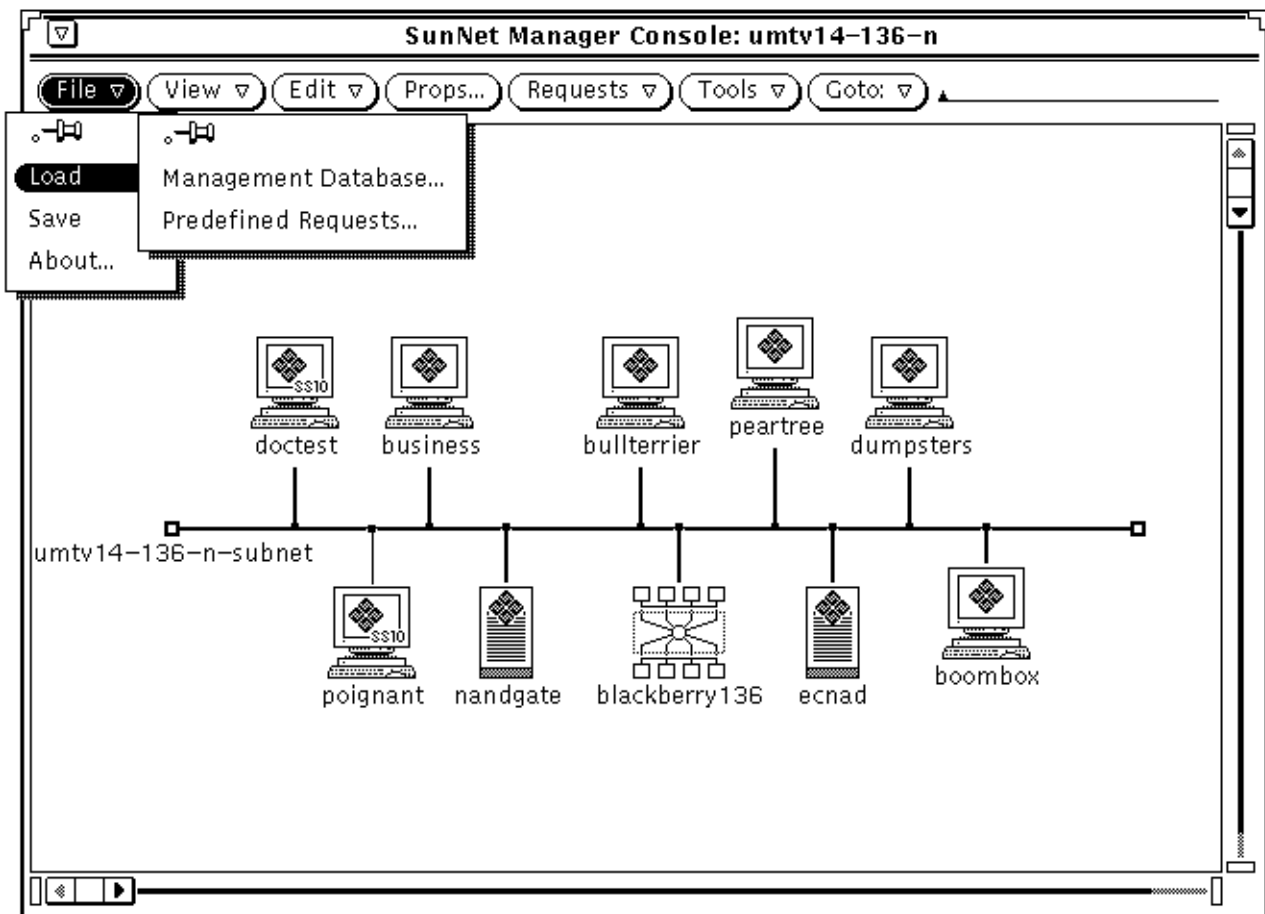 SunNet Manager Console: umtv14-136-n
File View Edit Props... Requests Tools Goto:
Load
Save
About...
Management Database...
Predefined Requests...
SS10
doctest business bullterrier peartree dumpsters
umtv14-136-n-subnet
SS10
poignant nandgate blackberry136 ecnad boombox